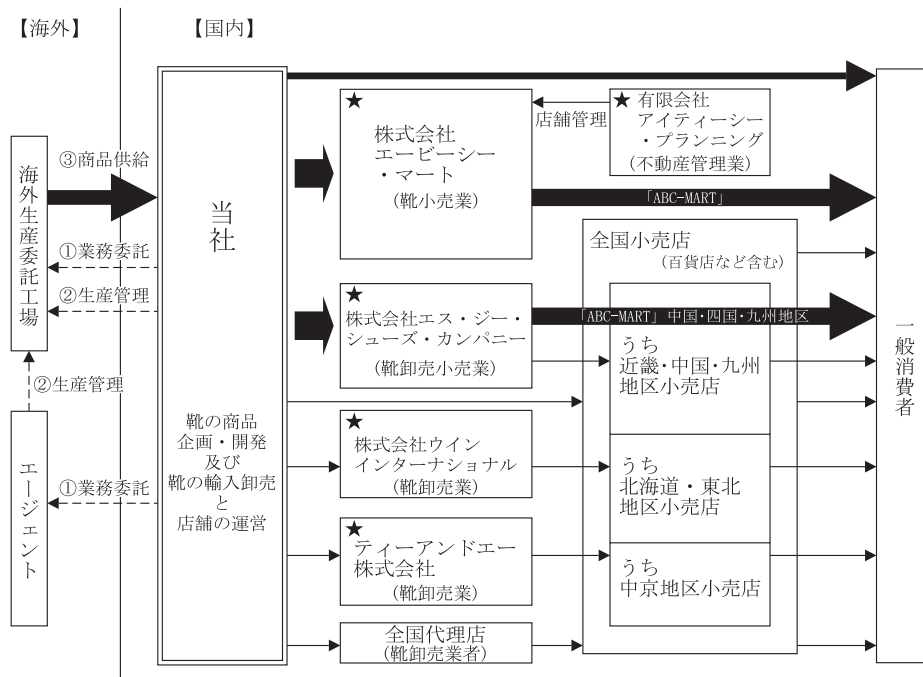 【海外】
【国内】
海外生産委託工場
③商品供給
①業務委託
②生産管理
②生産管理
エージェント
①業務委託
当社
靴の商品
企画・開発
及び
靴の輸入卸売
と
店舗の運営
★
株式会社
エービーシー
・マート
(靴小売業)
店舗管理
★ 有限会社
アイティーシー
・プランニング
(不動産管理業)
「ABC-MART」
★
株式会社エス・ジー・
シューズ・カンパニー
(靴卸売小売業)
「ABC-MART」中国・四国・九州地区
★
株式会社ウイン
インターナショナル
(靴卸売業)
★
ティーアンドエー
株式会社
(靴卸売業)
全国代理店
(靴卸売業者)
全国小売店
(百貨店など含む)
うち
近畿・中国・九州
地区小売店
うち
北海道・東北
地区小売店
うち
中京地区小売店
一般消費者